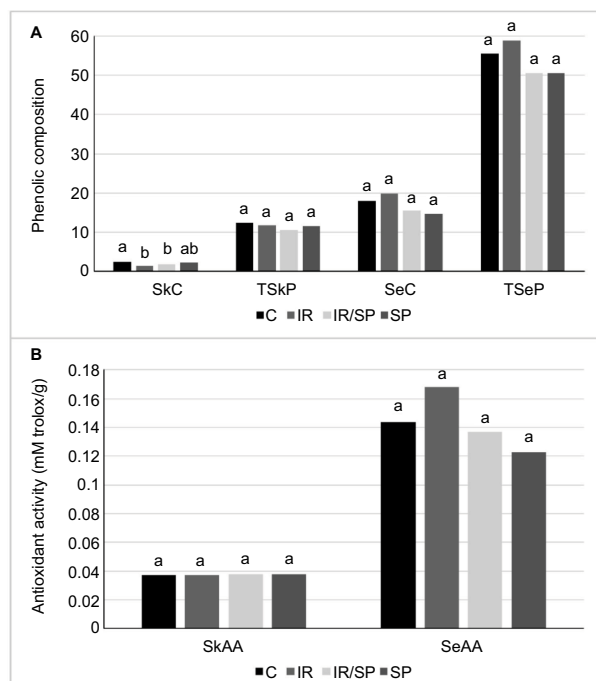 A
Phenolic composition
60
50
40
30
20
10
0
a b b ab
a a a a
a a a a
a a a a
SkC TSkP SeC TSeP
C IR IR/SP SP
B
Antioxidant activity (mM trolox/g)
0.18
0.16
0.14
0.12
0.10
0.08
0.06
0.04
0.02
0
a a a a
a a a a
SkAA SeAA
C IR IR/SP SP